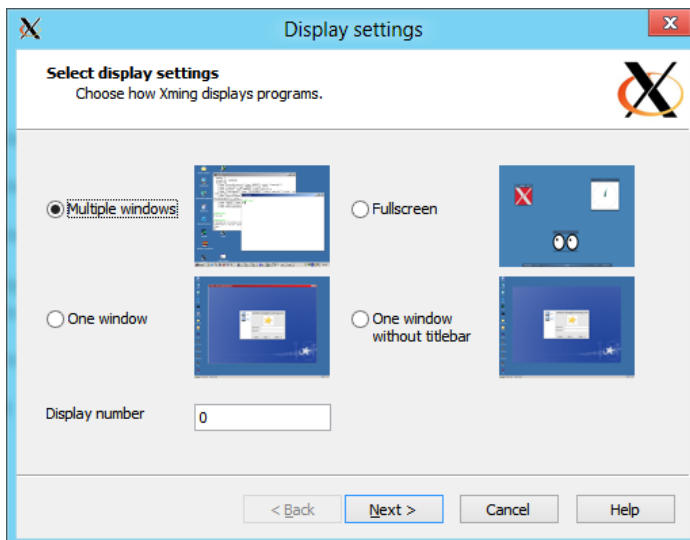 Display settings
Select display settings
Choose how Xming displays programs.
Multiple windows
Fullscreen
One window
One window
without titlebar
Display number
0
< Back
Next >
Cancel
Help